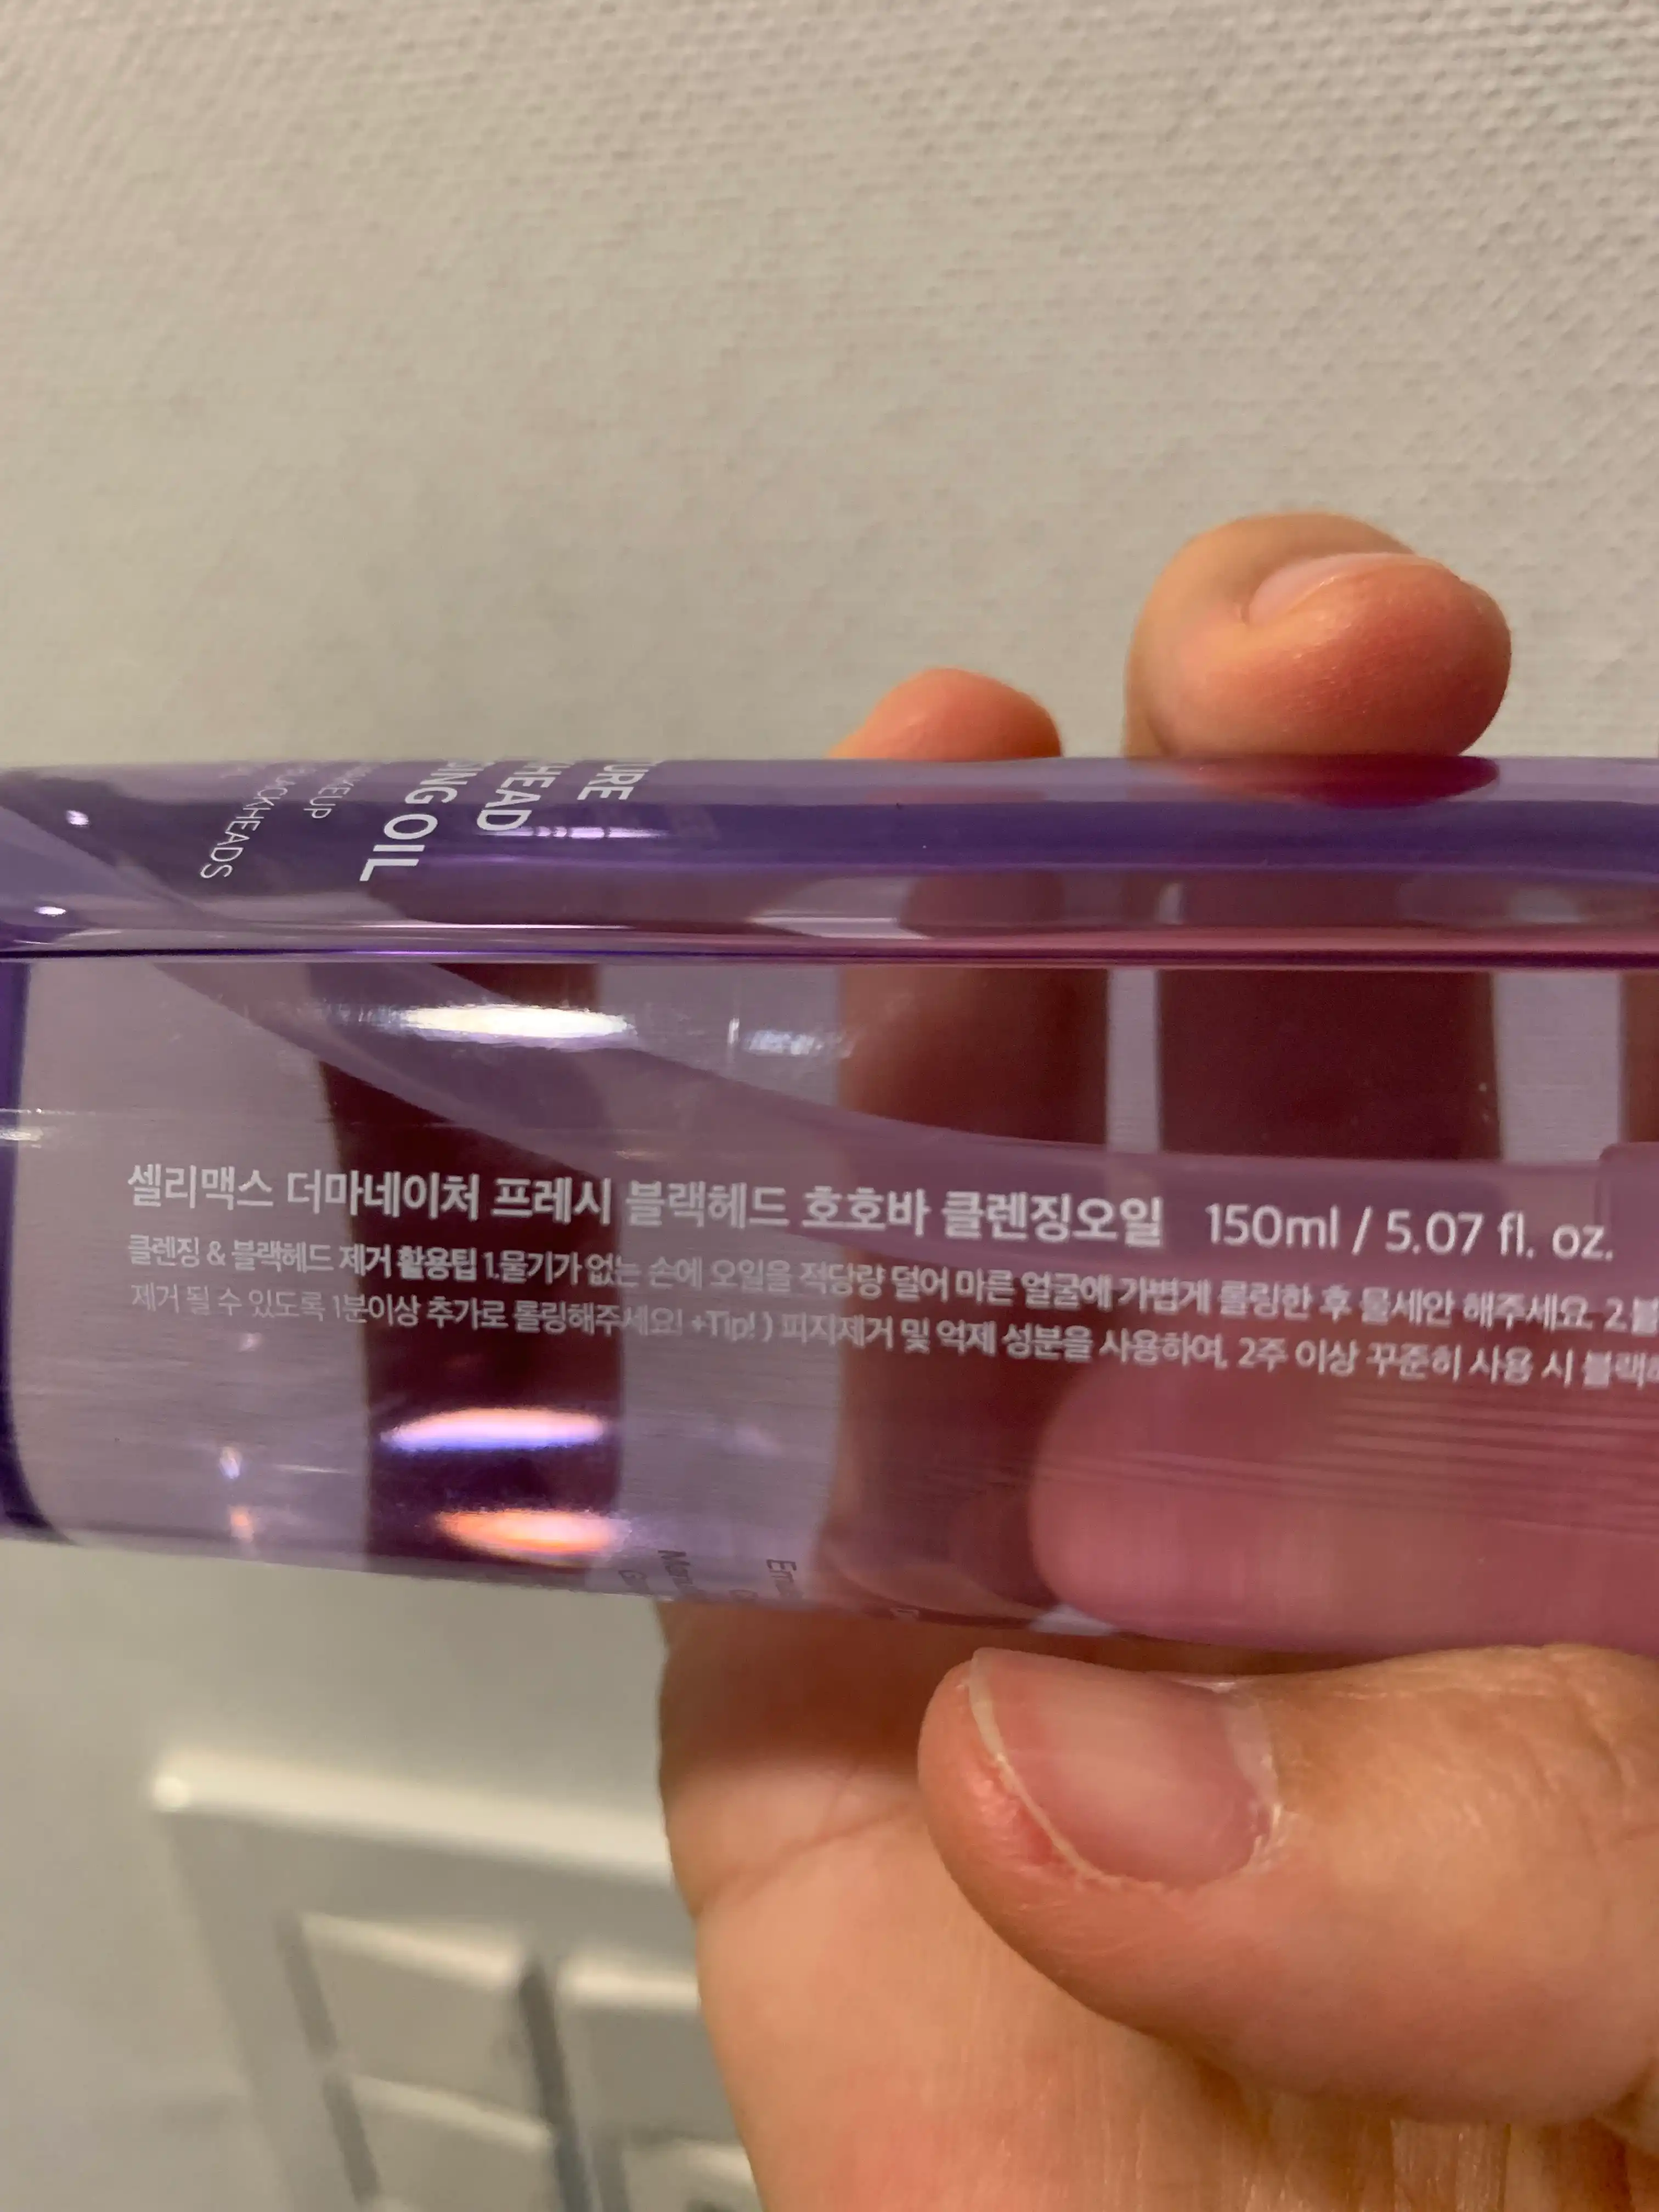 URE
HEAD
ING OIL
MAKEUP
BLACKHEADS
셀리맥스 더마네이처 프레시 블랙헤드 호호바 클렌징오일 150ml / 5.07 fl. oz.
클렌징 & 블랙헤드 제거 활용팁 1.물기가 없는 손에 오일을 적당량 덜어 마른 얼굴에 가볍게 롤링한 후 물세안 해주세요. 2.블
제거 될 수 있도록 1분이상 추가로 롤링해주세요! +Tip! ) 피지제거 및 억제 성분을 사용하여, 2주 이상 꾸준히 사용 시 블랙